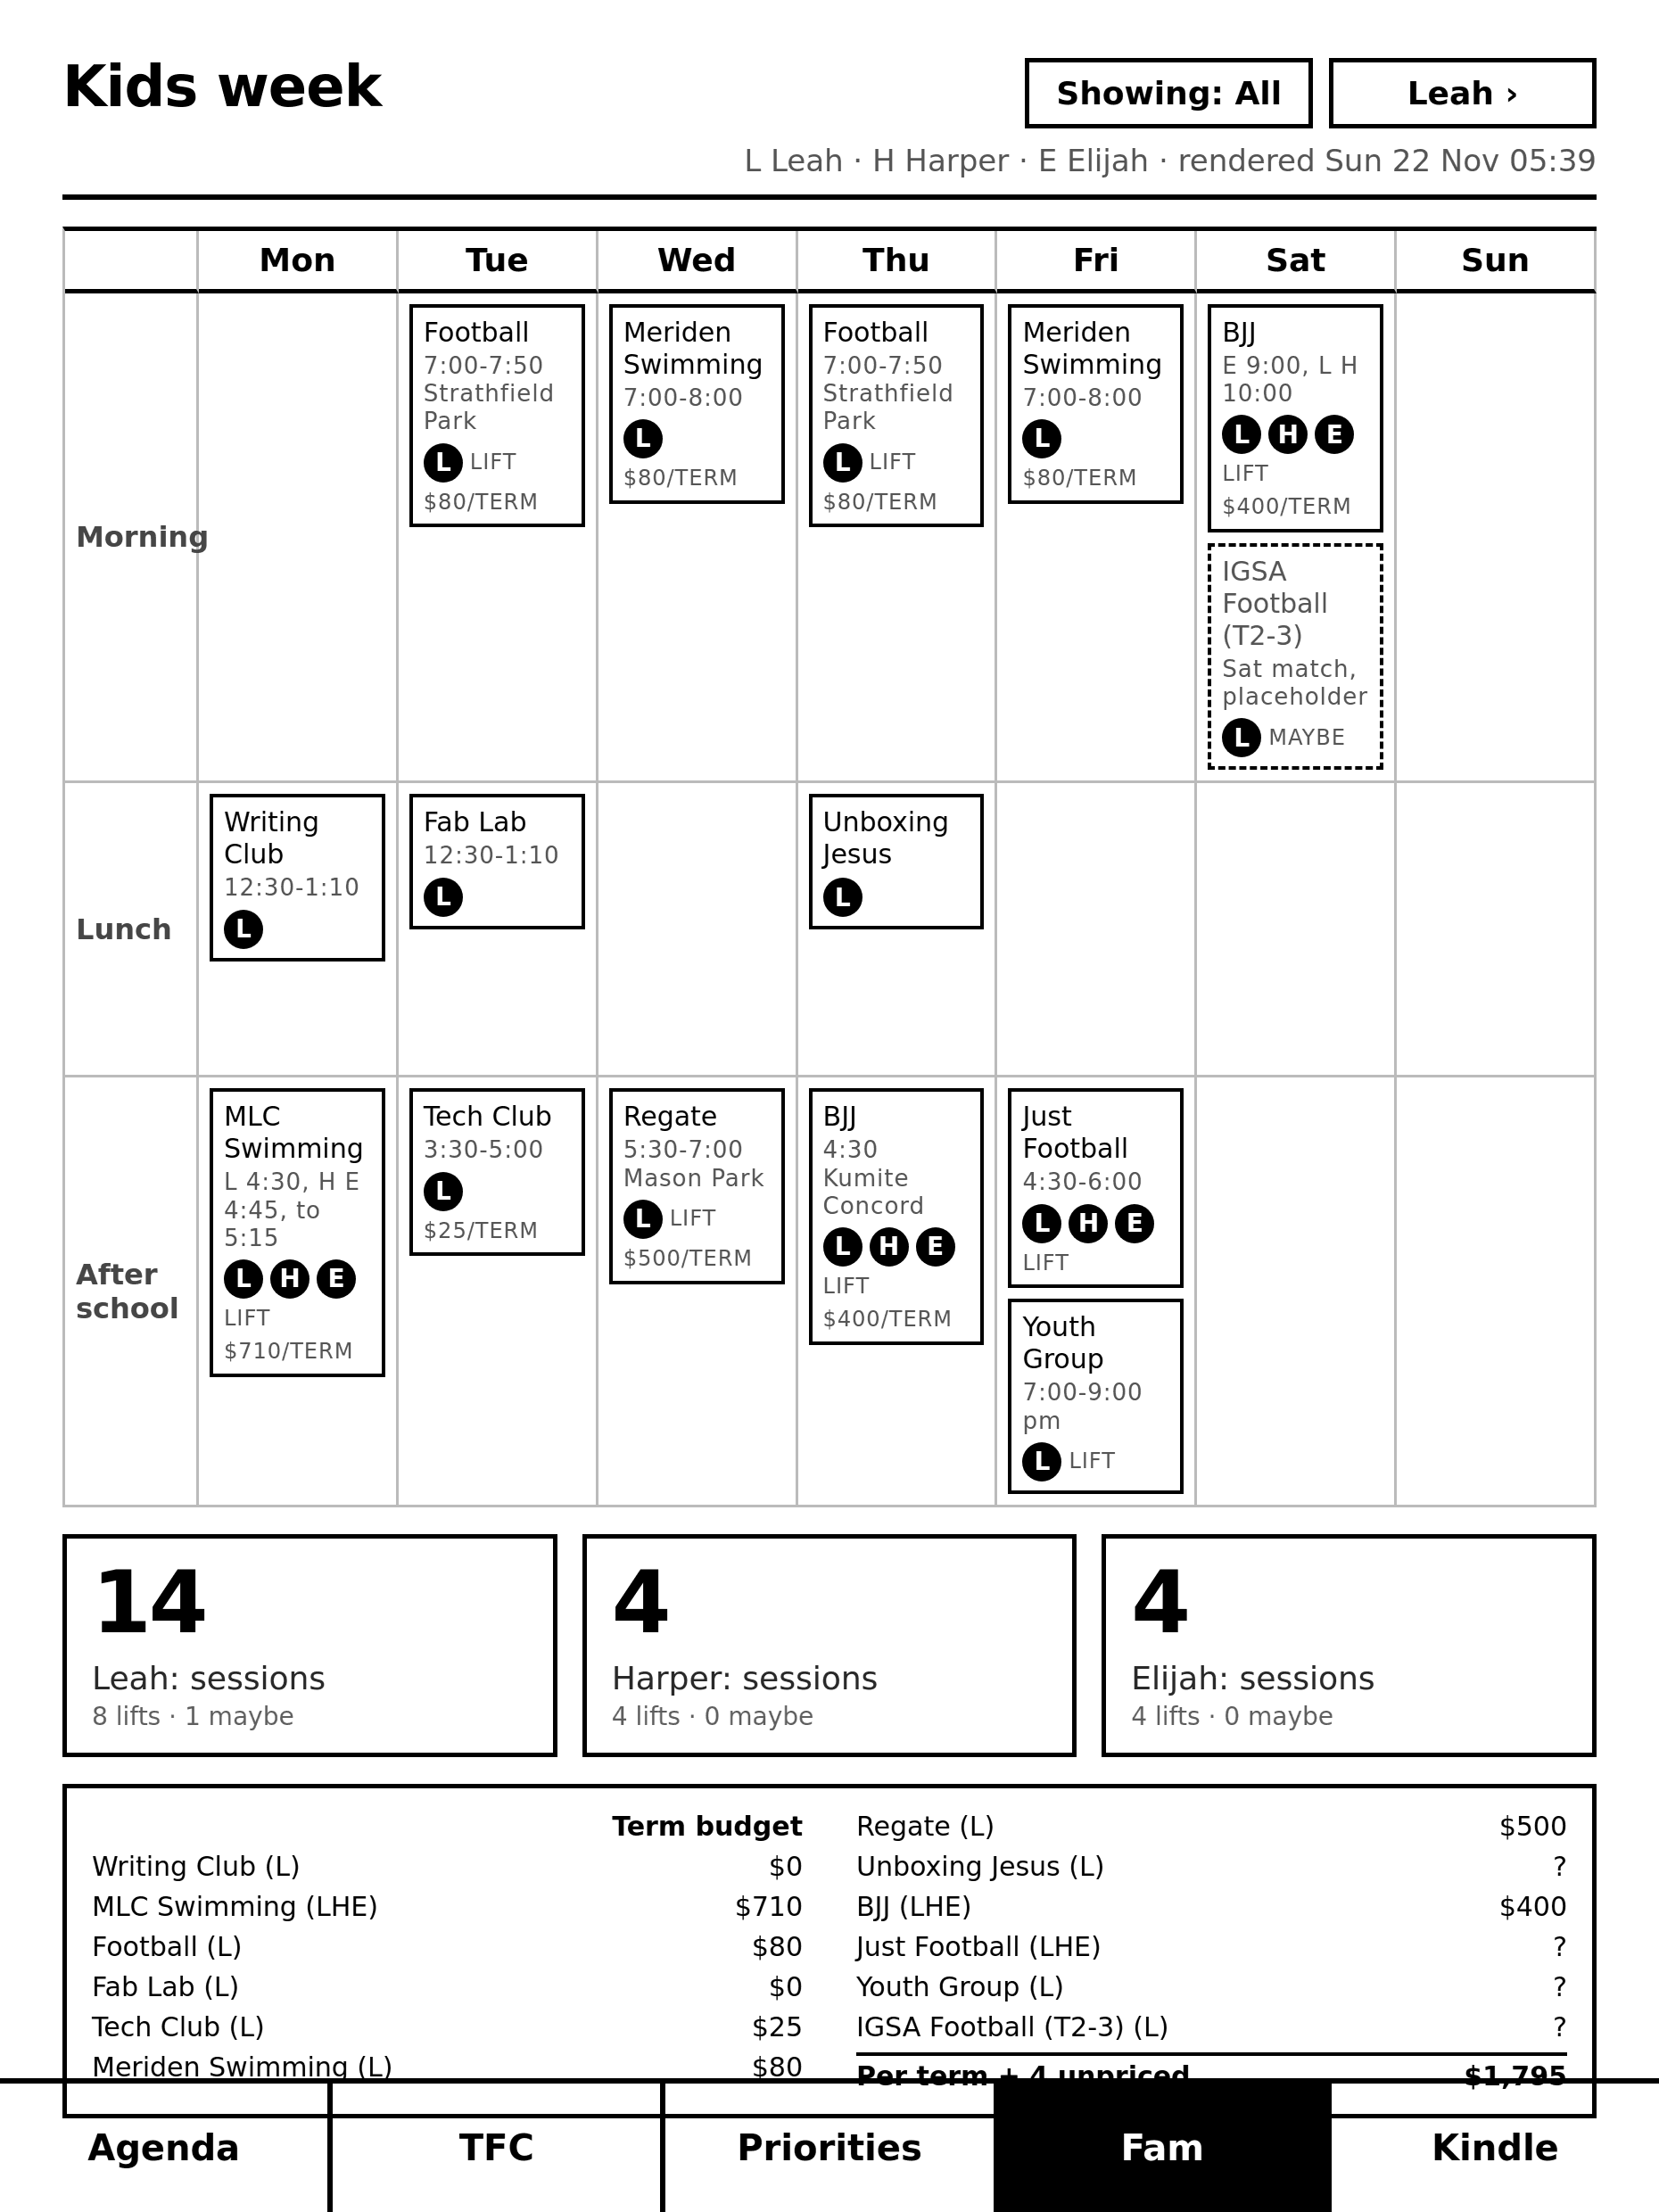 Kids week
Showing: All
Leah ›
L Leah · H Harper · E Elijah · rendered Sun 22 Nov 05:39
Mon Tue Wed Thu Fri Sat Sun
Morning
Football
7:00-7:50
Strathfield
Park
L LIFT
$80/TERM
Meriden
Swimming
7:00-8:00
L
$80/TERM
Football
7:00-7:50
Strathfield
Park
L LIFT
$80/TERM
Meriden
Swimming
7:00-8:00
L
$80/TERM
BJJ
E 9:00, L H
10:00
L H E
LIFT
$400/TERM
IGSA
Football
(T2-3)
Sat match,
placeholder
L MAYBE
Lunch
Writing
Club
12:30-1:10
L
Fab Lab
12:30-1:10
L
Unboxing
Jesus
L
After
school
MLC
Swimming
L 4:30, H E
4:45, to
5:15
L H E
LIFT
$710/TERM
Tech Club
3:30-5:00
L
$25/TERM
Regate
5:30-7:00
Mason Park
L LIFT
$500/TERM
BJJ
4:30
Kumite
Concord
L H E
LIFT
$400/TERM
Just
Football
4:30-6:00
L H E
LIFT
Youth
Group
7:00-9:00
pm
L LIFT
14
Leah: sessions
8 lifts · 1 maybe
4
Harper: sessions
4 lifts · 0 maybe
4
Elijah: sessions
4 lifts · 0 maybe
Term budget
Writing Club (L) $0
MLC Swimming (LHE) $710
Football (L) $80
Fab Lab (L) $0
Tech Club (L) $25
Meriden Swimming (L) $80
Regate (L) $500
Unboxing Jesus (L) ?
BJJ (LHE) $400
Just Football (LHE) ?
Youth Group (L) ?
IGSA Football (T2-3) (L) ?
Per term + 4 unpriced $1,795
Agenda TFC Priorities Fam Kindle